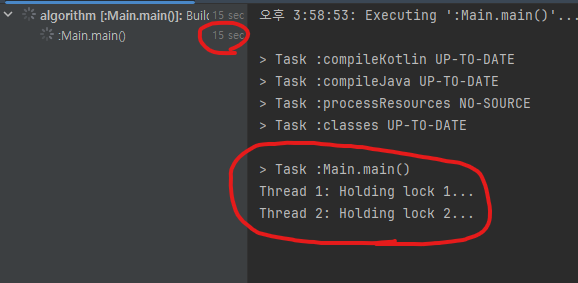 algorithm [:Main.main()]: Build 15 sec
:Main.main() 15 sec
오후 3:58:53: Executing ':Main.main()'...
> Task :compileKotlin UP-TO-DATE
> Task :compileJava UP-TO-DATE
> Task :processResources NO-SOURCE
> Task :classes UP-TO-DATE
> Task :Main.main()
Thread 1: Holding lock 1...
Thread 2: Holding lock 2...